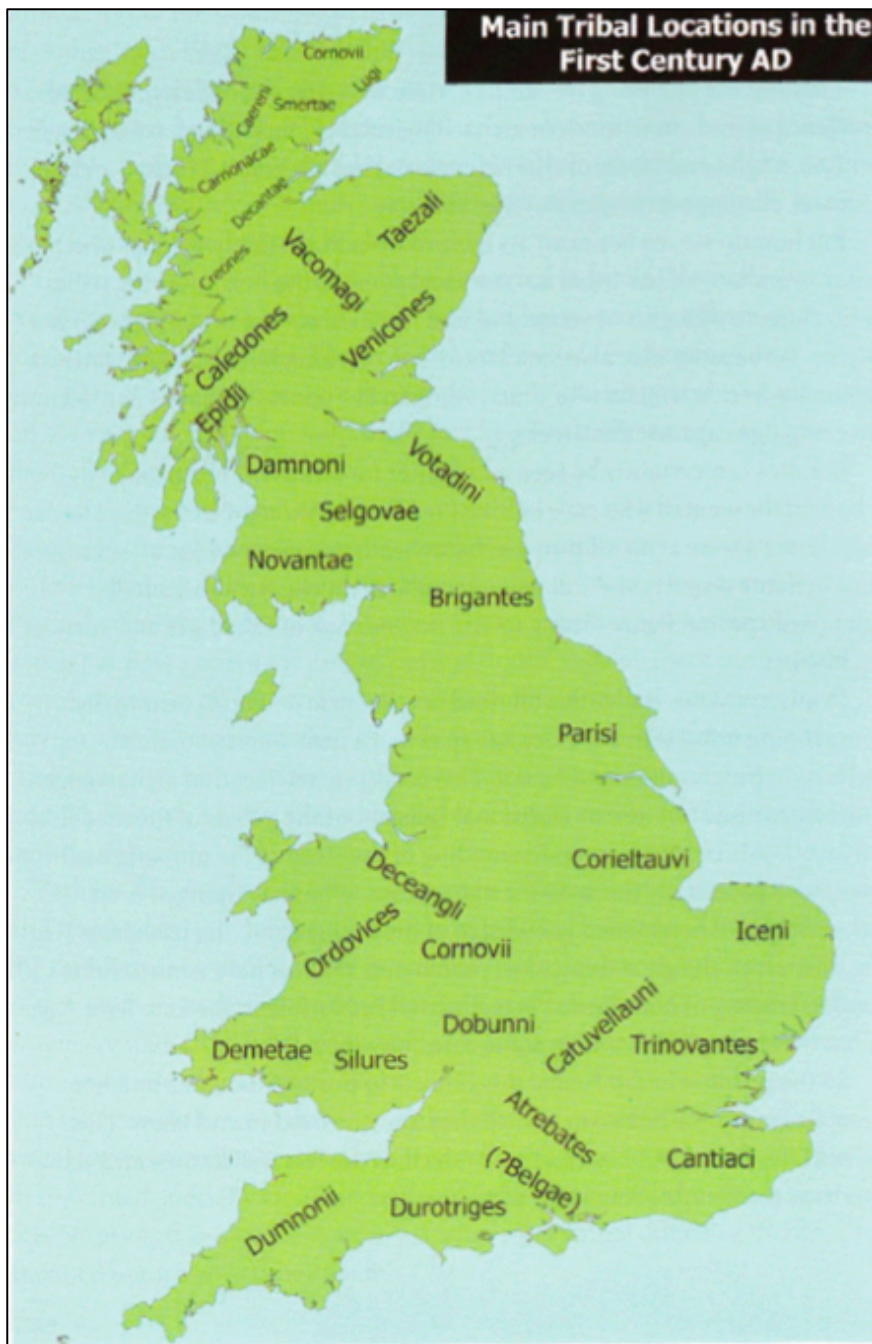 Main Tribal Locations in the
First Century AD
Cornovii
Lugi
Smertae
Caereni
Carnonacae
Decantae
Creones
Vacomagi
Taezali
Venicones
Caledones
Epidii
Damnoni
Votadini
Selgovae
Novantae
Brigantes
Parisi
Corieltauvi
Deceangli
Ordovices
Cornovii
Iceni
Catuvellauni
Dobunni
Trinovantes
Demetae
Silures
Atrebates
(?Belgae)
Cantiaci
Durotriges
Dumnonii